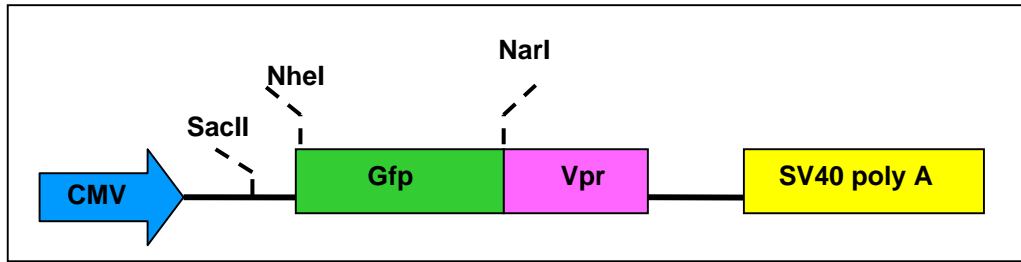 NarI
NheI
SacII
CMV
Gfp
Vpr
SV40 poly A